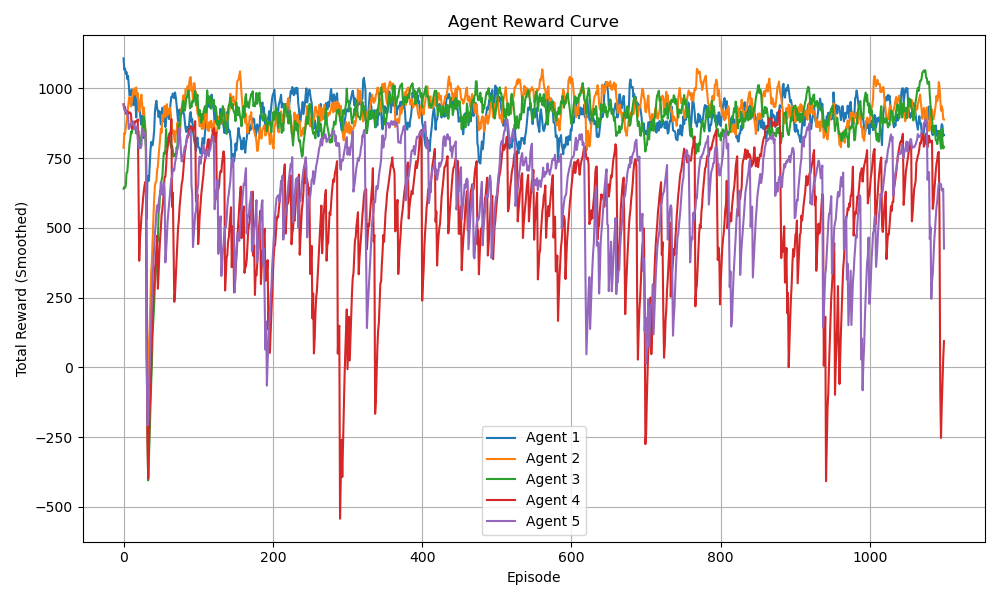 Agent Reward Curve
Total Reward (Smoothed)
1000
750
500
250
0
−250
−500
Agent 1
Agent 2
Agent 3
Agent 4
Agent 5
0 200 400 600 800 1000
Episode